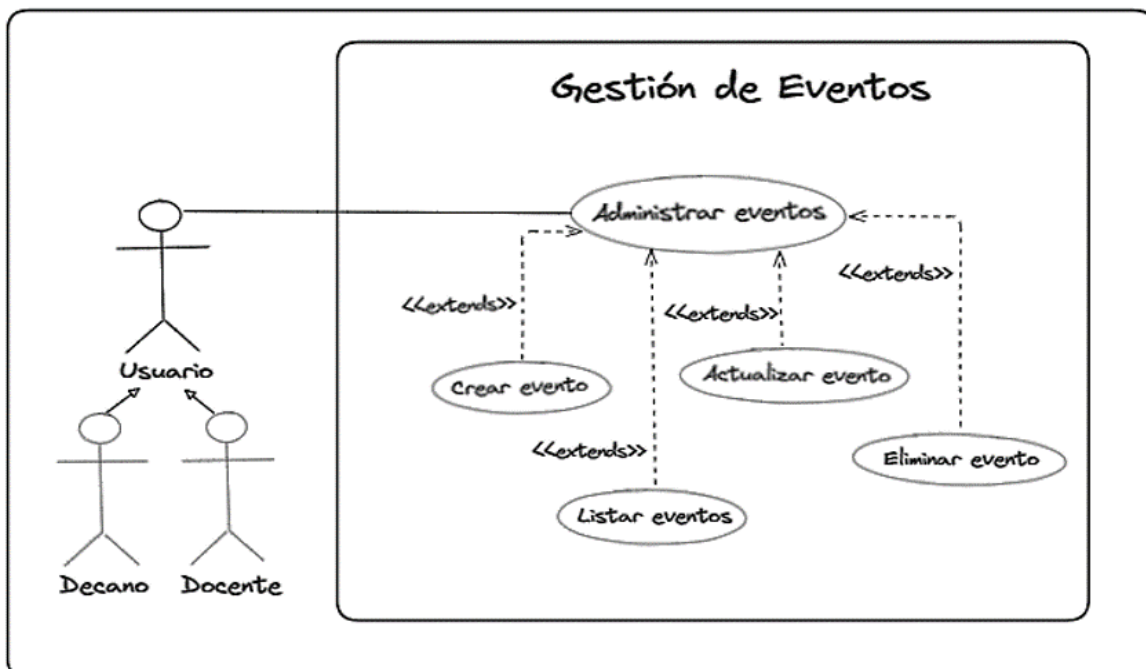 Gestión de Eventos
Administrar eventos
<<extends>>
<<extends>>
<<extends>>
Usuario
Crear evento
Actualizar evento
<<extends>>
Eliminar evento
Listar eventos
Decano
Docente